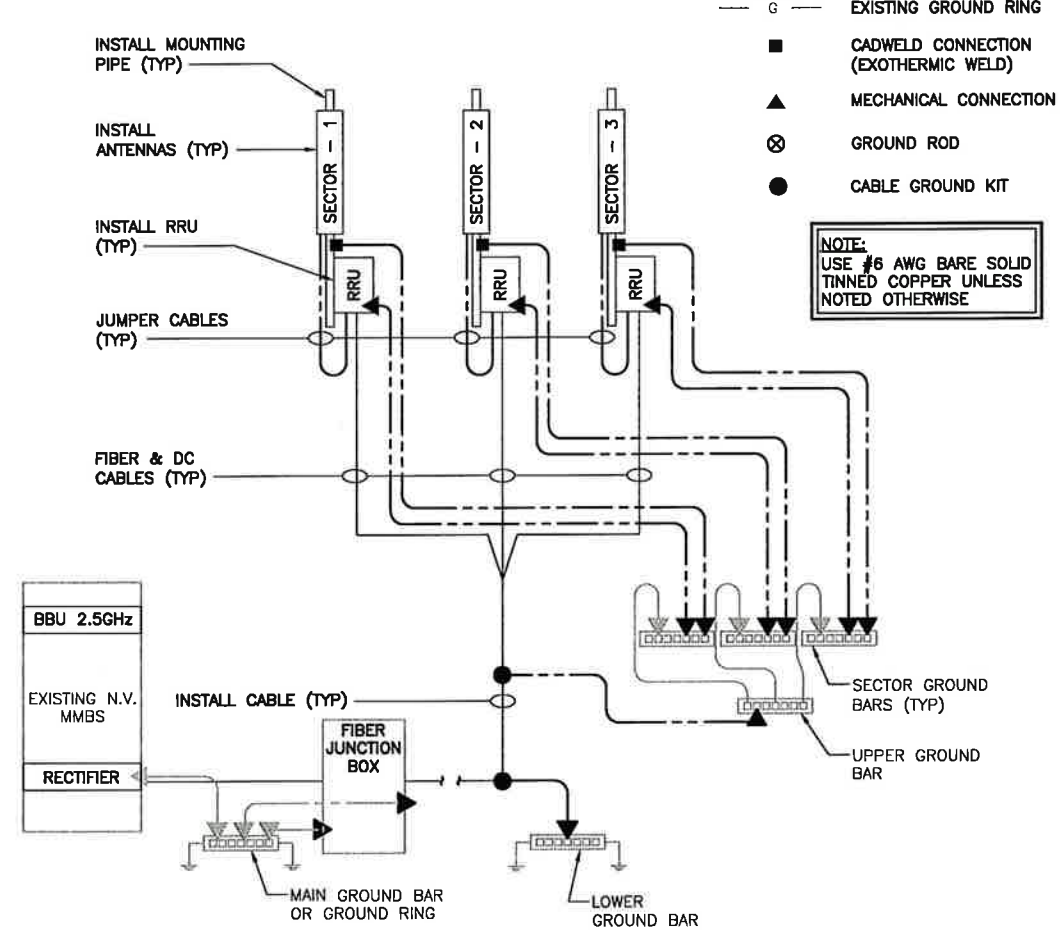 G EXISTING GROUND RING
CADWELD CONNECTION
(EXOTHERMIC WELD)
MECHANICAL CONNECTION
GROUND ROD
CABLE GROUND KIT
NOTE:
USE #6 AWG BARE SOLID
TINNED COPPER UNLESS
NOTED OTHERWISE
INSTALL MOUNTING
PIPE (TYP)
INSTALL
ANTENNAS (TYP)
SECTOR - 1
SECTOR - 2
SECTOR - 3
INSTALL RRU
(TYP)
RRU
RRU
RRU
JUMPER CABLES
(TYP)
FIBER & DC
CABLES (TYP)
BBU 2.5GHz
EXISTING N.V.
MMBS
RECTIFIER
INSTALL CABLE (TYP)
FIBER
JUNCTION
BOX
SECTOR GROUND
BARS (TYP)
UPPER GROUND
BAR
MAIN GROUND BAR
OR GROUND RING
LOWER
GROUND BAR